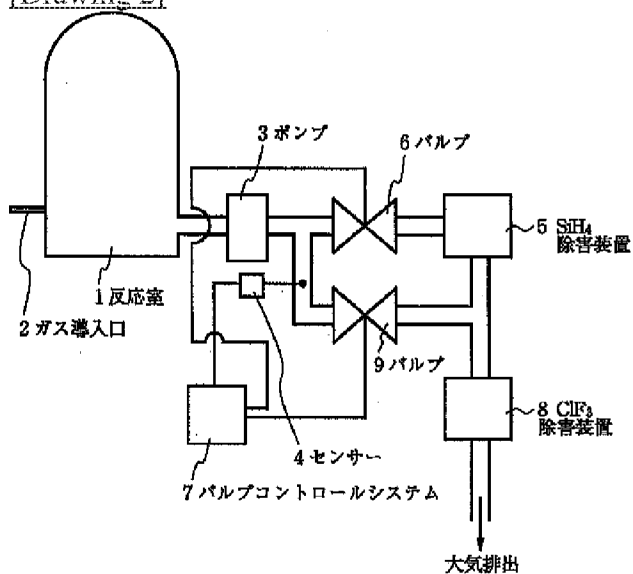 [Drawing 2]
3 ポンプ
6 バルブ
5 SiH₄
除害装置
1 反応室
2 ガス導入口
9 バルブ
8 ClF₃
除害装置
4 センサー
7 バルブコントロールシステム
大気排出